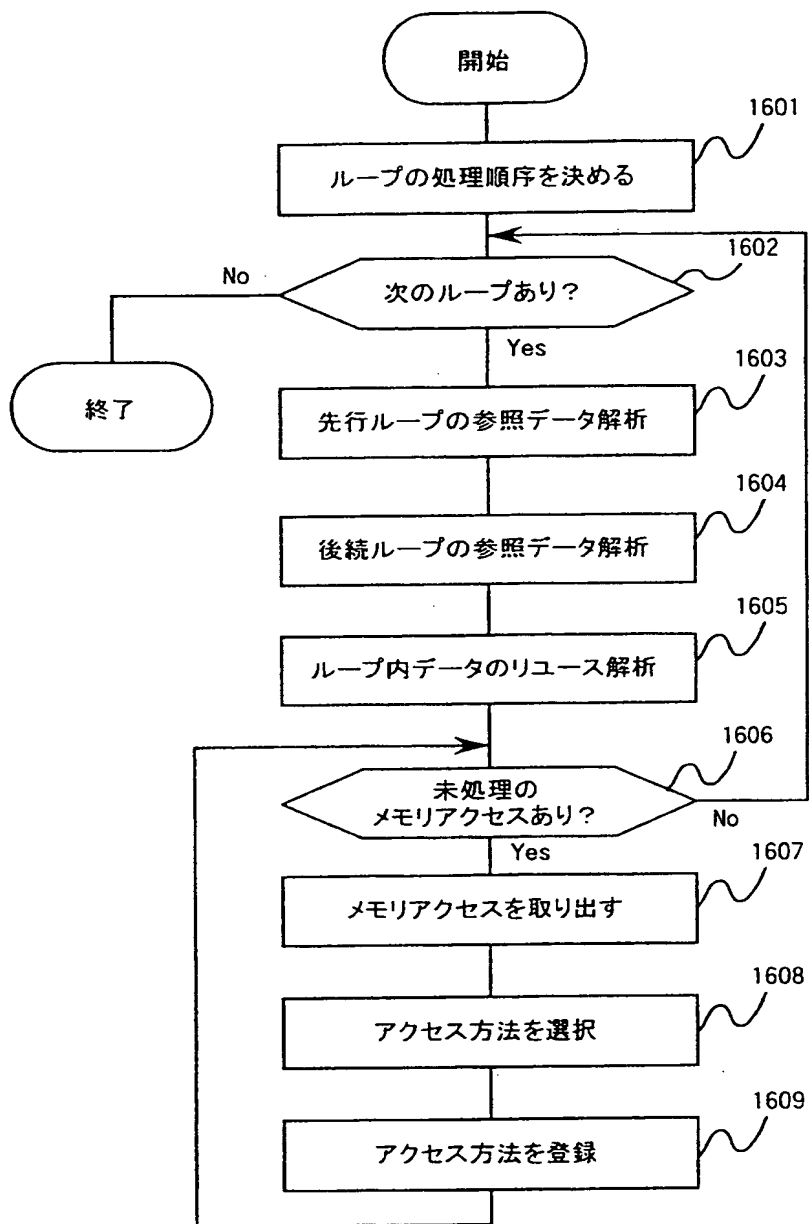 開始
1601
ループの処理順序を決める
1602
次のループあり?
No
Yes
終了
1603
先行ループの参照データ解析
1604
後続ループの参照データ解析
1605
ループ内データのリユース解析
1606
未処理の
メモリアクセスあり?
No
Yes
1607
メモリアクセスを取り出す
1608
アクセス方法を選択
1609
アクセス方法を登録